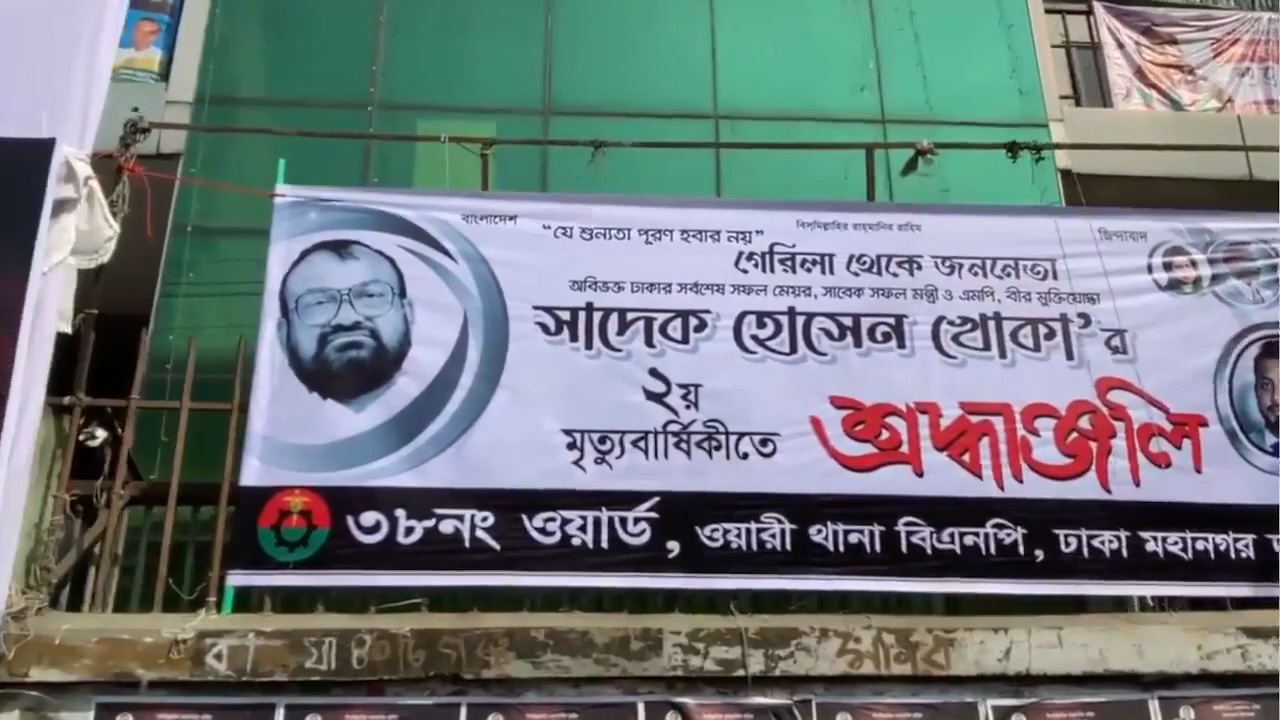 বাংলাদেশ
বিস্‌মিল্লাহির রাহ্‌মানির রাহিম
জিন্দাবাদ
“যে শুন্যতা পূরণ হবার নয়”
গেরিলা থেকে জননেতা
অবিভক্ত ঢাকার সর্বশেষ সফল মেয়র, সাবেক সফল মন্ত্রী ও এমপি, বীর মুক্তিযোদ্ধা
সাদেক হোসেন খোকা’র
২য়
মৃত্যুবার্ষিকীতে
শ্রদ্ধাঞ্জলি
৩৮নং ওয়ার্ড, ওয়ারী থানা বিএনপি, ঢাকা মহানগর